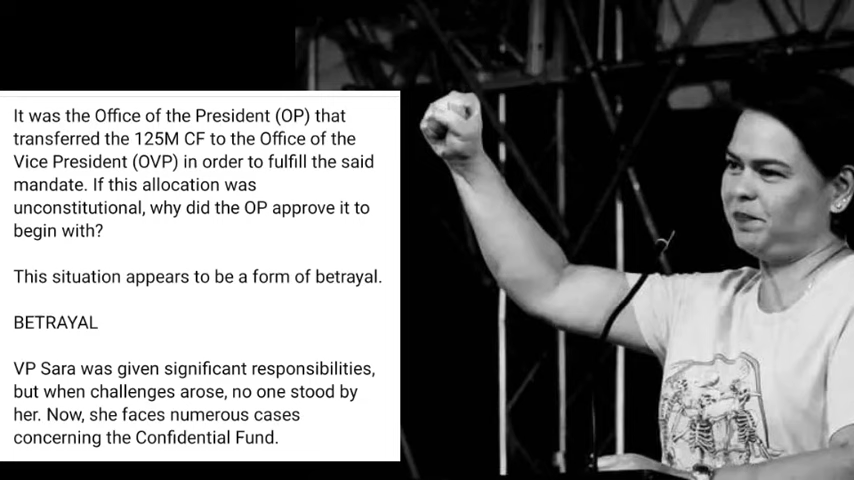 It was the Office of the President (OP) that
transferred the 125M CF to the Office of the
Vice President (OVP) in order to fulfill the said
mandate. If this allocation was
unconstitutional, why did the OP approve it to
begin with?
This situation appears to be a form of betrayal.
BETRAYAL
VP Sara was given significant responsibilities,
but when challenges arose, no one stood by
her. Now, she faces numerous cases
concerning the Confidential Fund.